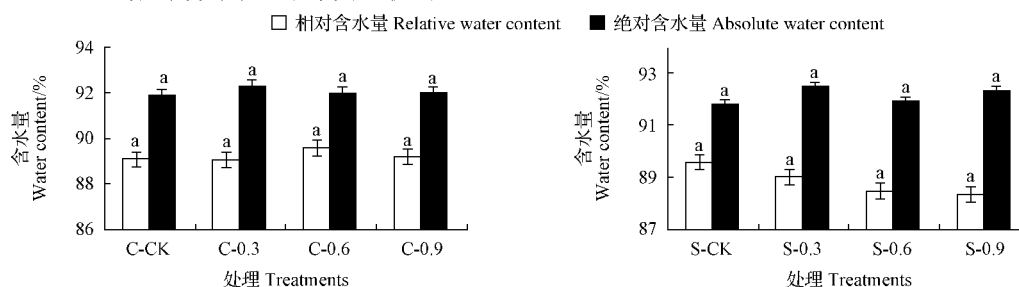 相对含水量 Relative water content 绝对含水量 Absolute water content
94
92
90
88
86
含水量
Water content/%
a a a a a a a a
C-CK C-0.3 C-0.6 C-0.9
处理 Treatments
93
91
89
87
含水量
Water content/%
a a a a a a a a
S-CK S-0.3 S-0.6 S-0.9
处理 Treatments